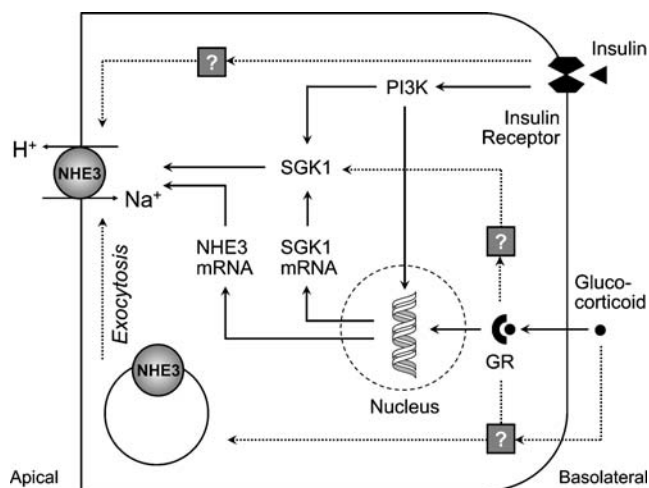 Insulin
?
PI3K
Insulin
Receptor
H+
NHE3
SGK1
Na+
?
NHE3
mRNA
SGK1
mRNA
Exocytosis
Gluco-
corticoid
GR
NHE3
Nucleus
?
Apical
Basolateral